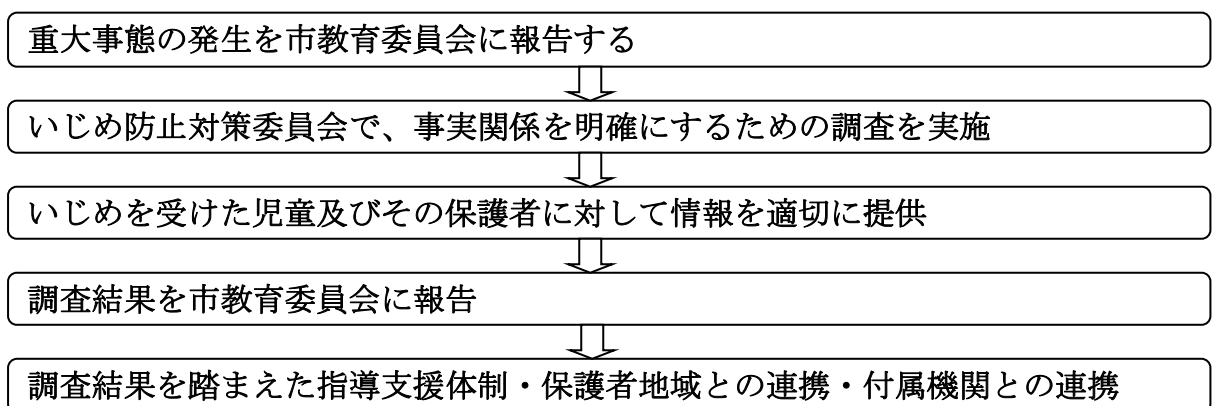 重大事態の発生を市教育委員会に報告する
いじめ防止対策委員会で、事実関係を明確にするための調査を実施
いじめを受けた児童及びその保護者に対して情報を適切に提供
調査結果を市教育委員会に報告
調査結果を踏まえた指導支援体制・保護者地域との連携・付属機関との連携